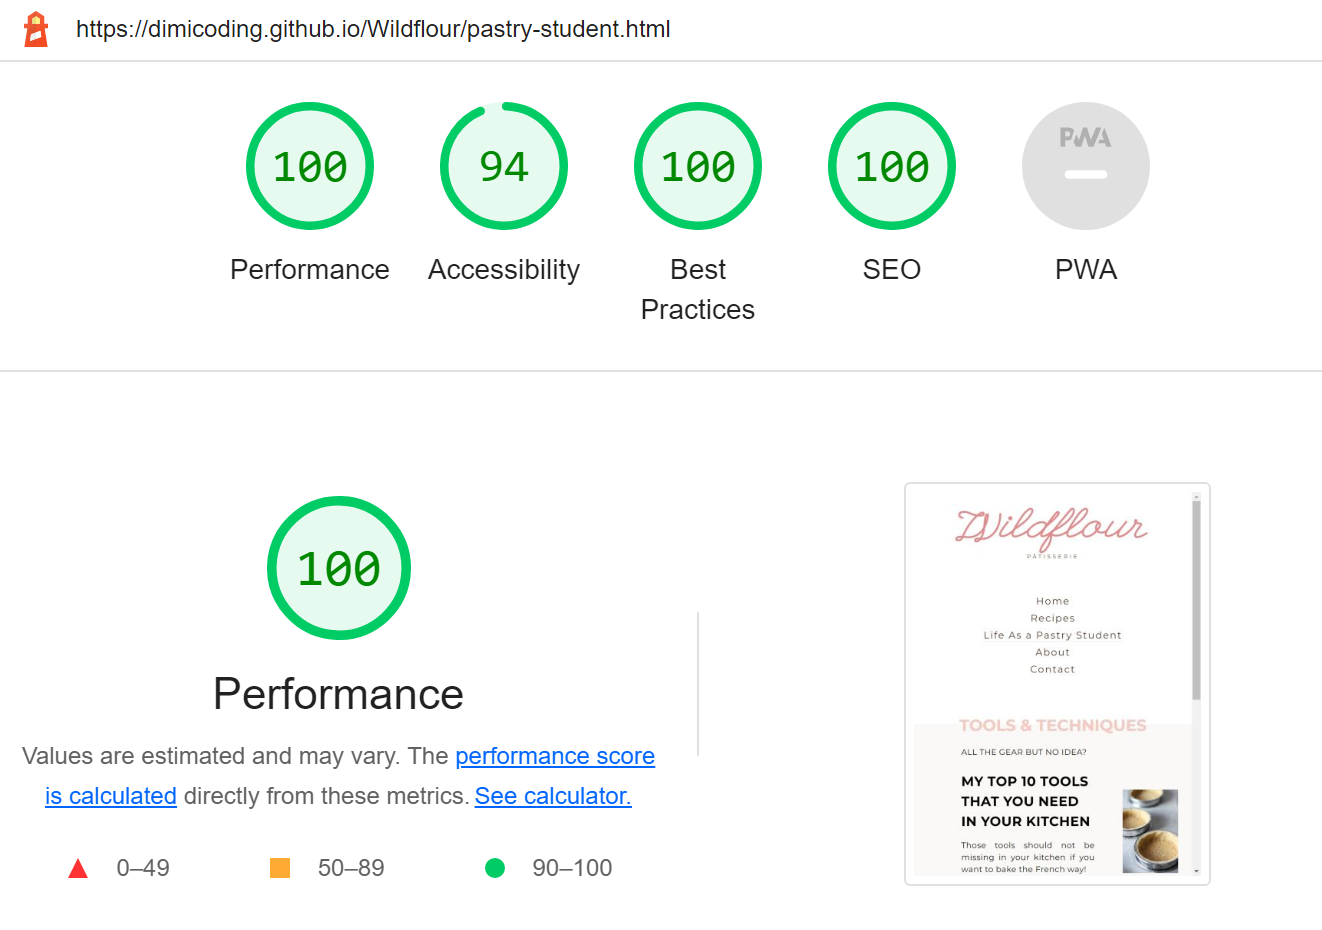 https://dimicoding.github.io/Wildflour/pastry-student.html
100
94
100
100
PWA
Performance
Accessibility
Best
Practices
SEO
PWA
100
Performance
Values are estimated and may vary. The performance score
is calculated directly from these metrics. See calculator.
0–49
50–89
90–100
Wildflour
PATISSERIE
Home
Recipes
Life As a Pastry Student
About
Contact
TOOLS & TECHNIQUES
ALL THE GEAR BUT NO IDEA?
MY TOP 10 TOOLS
THAT YOU NEED
IN YOUR KITCHEN
Those tools should not be
missing in your kitchen if you
want to bake the French way!